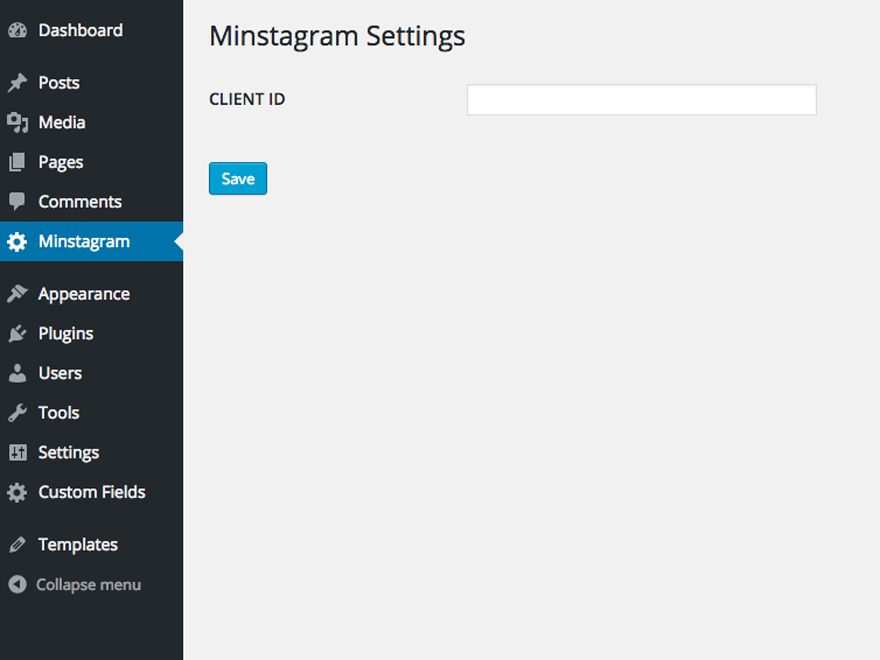 Dashboard
Posts
Media
Pages
Comments
Minstagram
Appearance
Plugins
Users
Tools
Settings
Custom Fields
Templates
Collapse menu
Minstagram Settings
CLIENT ID
Save